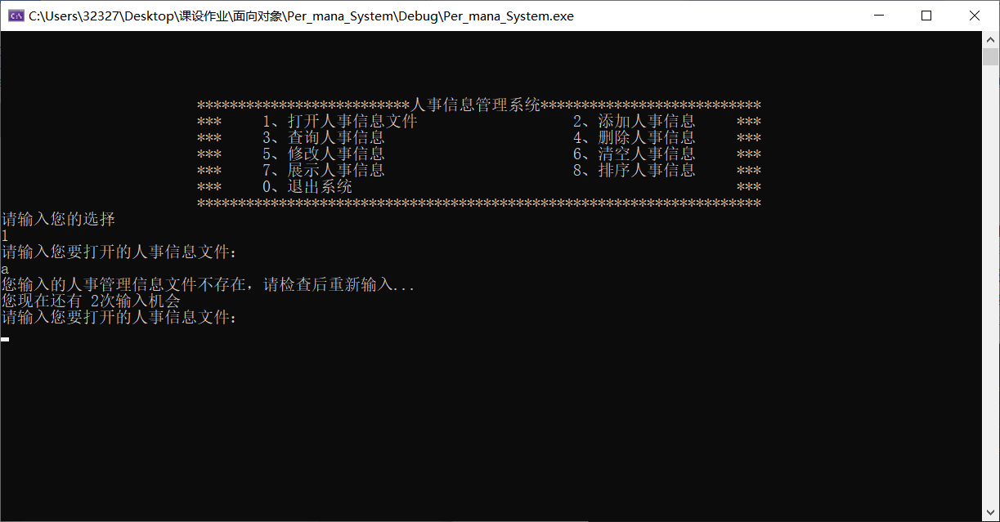 C:\Users\32327\Desktop\课设作业\面向对象\Per_mana_System\Debug\Per_mana_System.exe
**************************人事信息管理系统***************************
***     1、打开人事信息文件                   2、添加人事信息     ***
***     3、查询人事信息                       4、删除人事信息     ***
***     5、修改人事信息                       6、清空人事信息     ***
***     7、展示人事信息                       8、排序人事信息     ***
***     0、退出系统                                               ***
*********************************************************************
请输入您的选择
1
请输入您要打开的人事信息文件:
a
您输入的人事管理信息文件不存在，请检查后重新输入...
您现在还有 2次输入机会
请输入您要打开的人事信息文件: